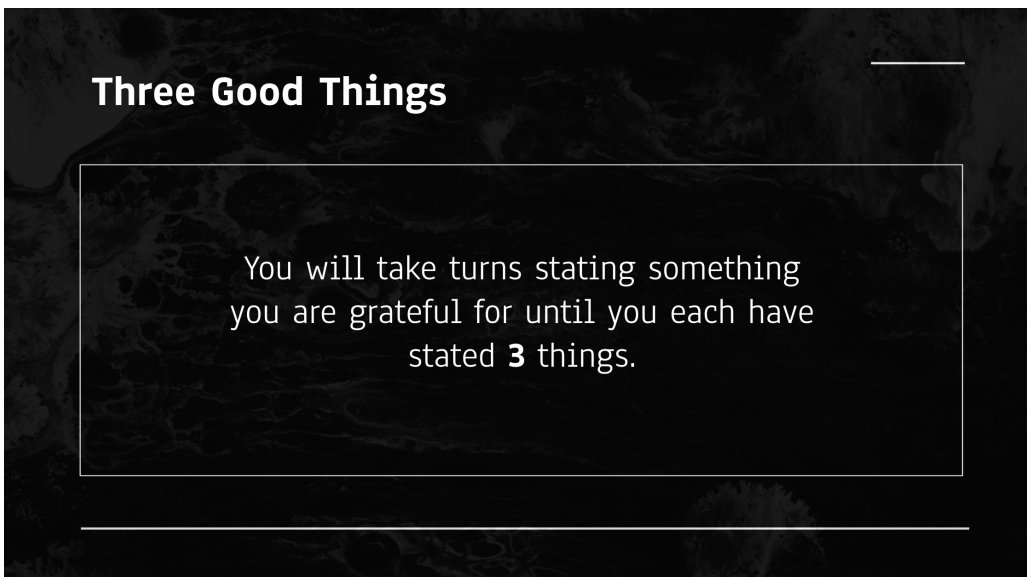 Three Good Things
You will take turns stating something
you are grateful for until you each have
stated 3 things.